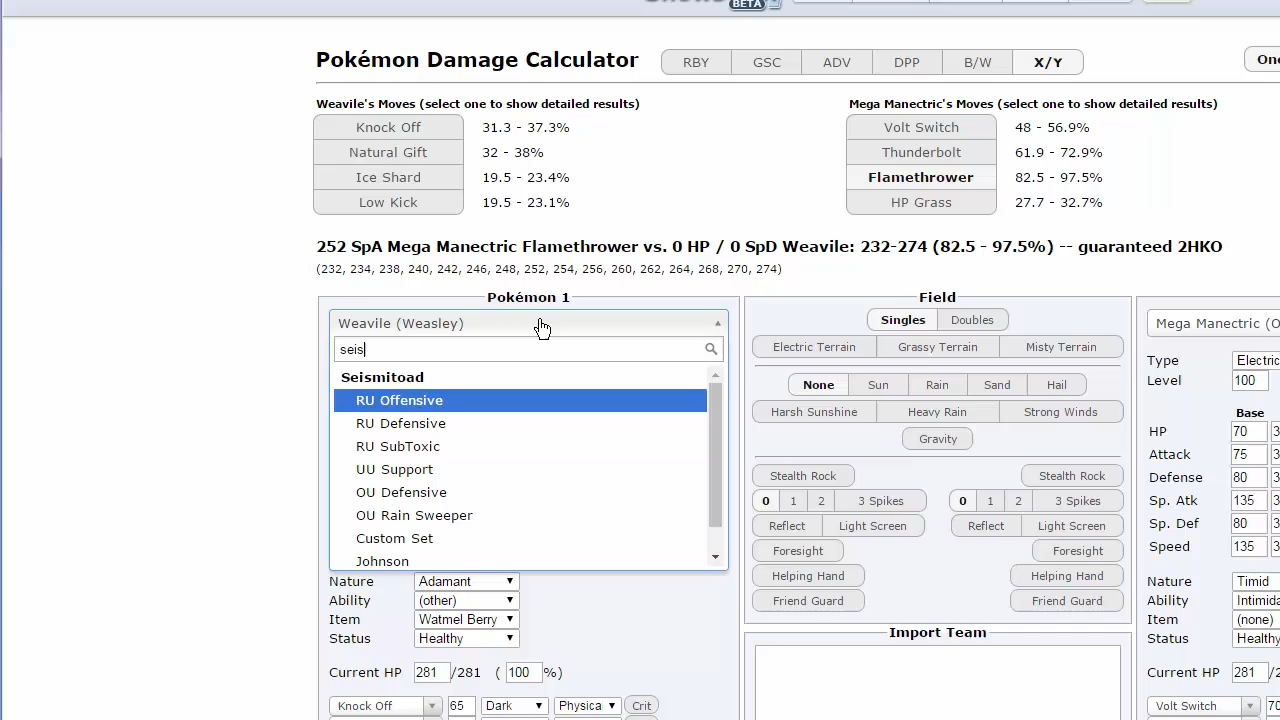 BETA
Pokémon Damage Calculator RBY GSC ADV DPP B/W X/Y
Weavile's Moves (select one to show detailed results)
Knock Off 31.3 - 37.3%
Natural Gift 32 - 38%
Ice Shard 19.5 - 23.4%
Low Kick 19.5 - 23.1%
Mega Manectric's Moves (select one to show detailed results)
Volt Switch 48 - 56.9%
Thunderbolt 61.9 - 72.9%
Flamethrower 82.5 - 97.5%
HP Grass 27.7 - 32.7%
252 SpA Mega Manectric Flamethrower vs. 0 HP / 0 SpD Weavile: 232-274 (82.5 - 97.5%) -- guaranteed 2HKO
(232, 234, 238, 240, 242, 246, 248, 252, 254, 256, 260, 262, 264, 268, 270, 274)
Pokémon 1
Weavile (Weasley)
seis
Seismitoad
RU Offensive
RU Defensive
RU SubToxic
UU Support
OU Defensive
OU Rain Sweeper
Custom Set
Johnson
Nature Adamant
Ability (other)
Item Watmel Berry
Status Healthy
Current HP 281 /281 ( 100 %)
Knock Off 65 Dark Physica Crit
Field
Singles Doubles
Electric Terrain Grassy Terrain Misty Terrain
None Sun Rain Sand Hail
Harsh Sunshine Heavy Rain Strong Winds
Gravity
Stealth Rock Stealth Rock
0 1 2 3 Spikes 0 1 2 3 Spikes
Reflect Light Screen Reflect Light Screen
Foresight Foresight
Helping Hand Helping Hand
Friend Guard Friend Guard
Import Team
Mega Manectric (O
Type Electric
Level 100
Base
HP 70 3
Attack 75
Defense 80
Sp. Atk 135
Sp. Def 80
Speed 135
Nature Timid
Ability Intimida
Item (none)
Status Healthy
Current HP 281 /2
Volt Switch 70